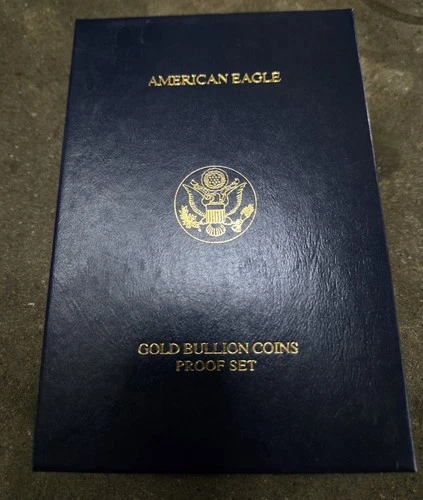 AMERICAN EAGLE
GOLD BULLION COINS
PROOF SET